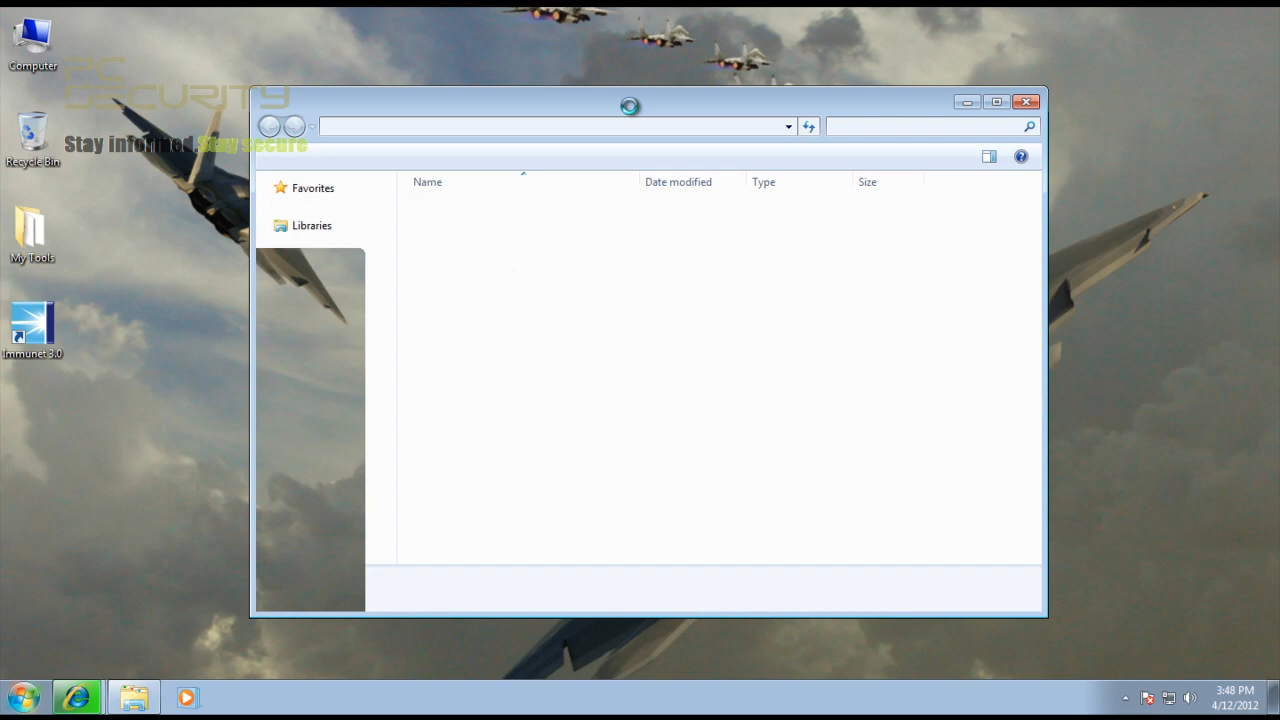 Computer
PC
SECURITY
Stay informed.Stay secure
Recycle Bin
My Tools
Immunet 3.0
Name
Date modified
Type
Size
Favorites
Libraries
3:48 PM
4/12/2012